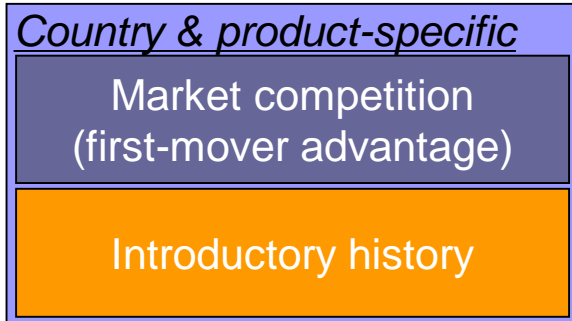 Country & product-specific
Market competition
(first-mover advantage)
Introductory history